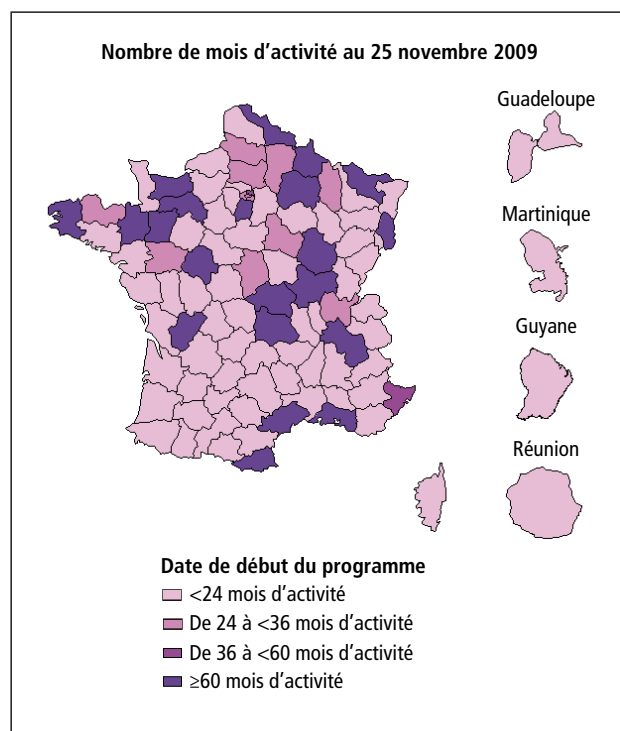 Nombre de mois d'activité au 25 novembre 2009
Guadeloupe
Martinique
Guyane
Réunion
Date de début du programme
<24 mois d'activité
De 24 à <36 mois d'activité
De 36 à <60 mois d'activité
≥60 mois d'activité